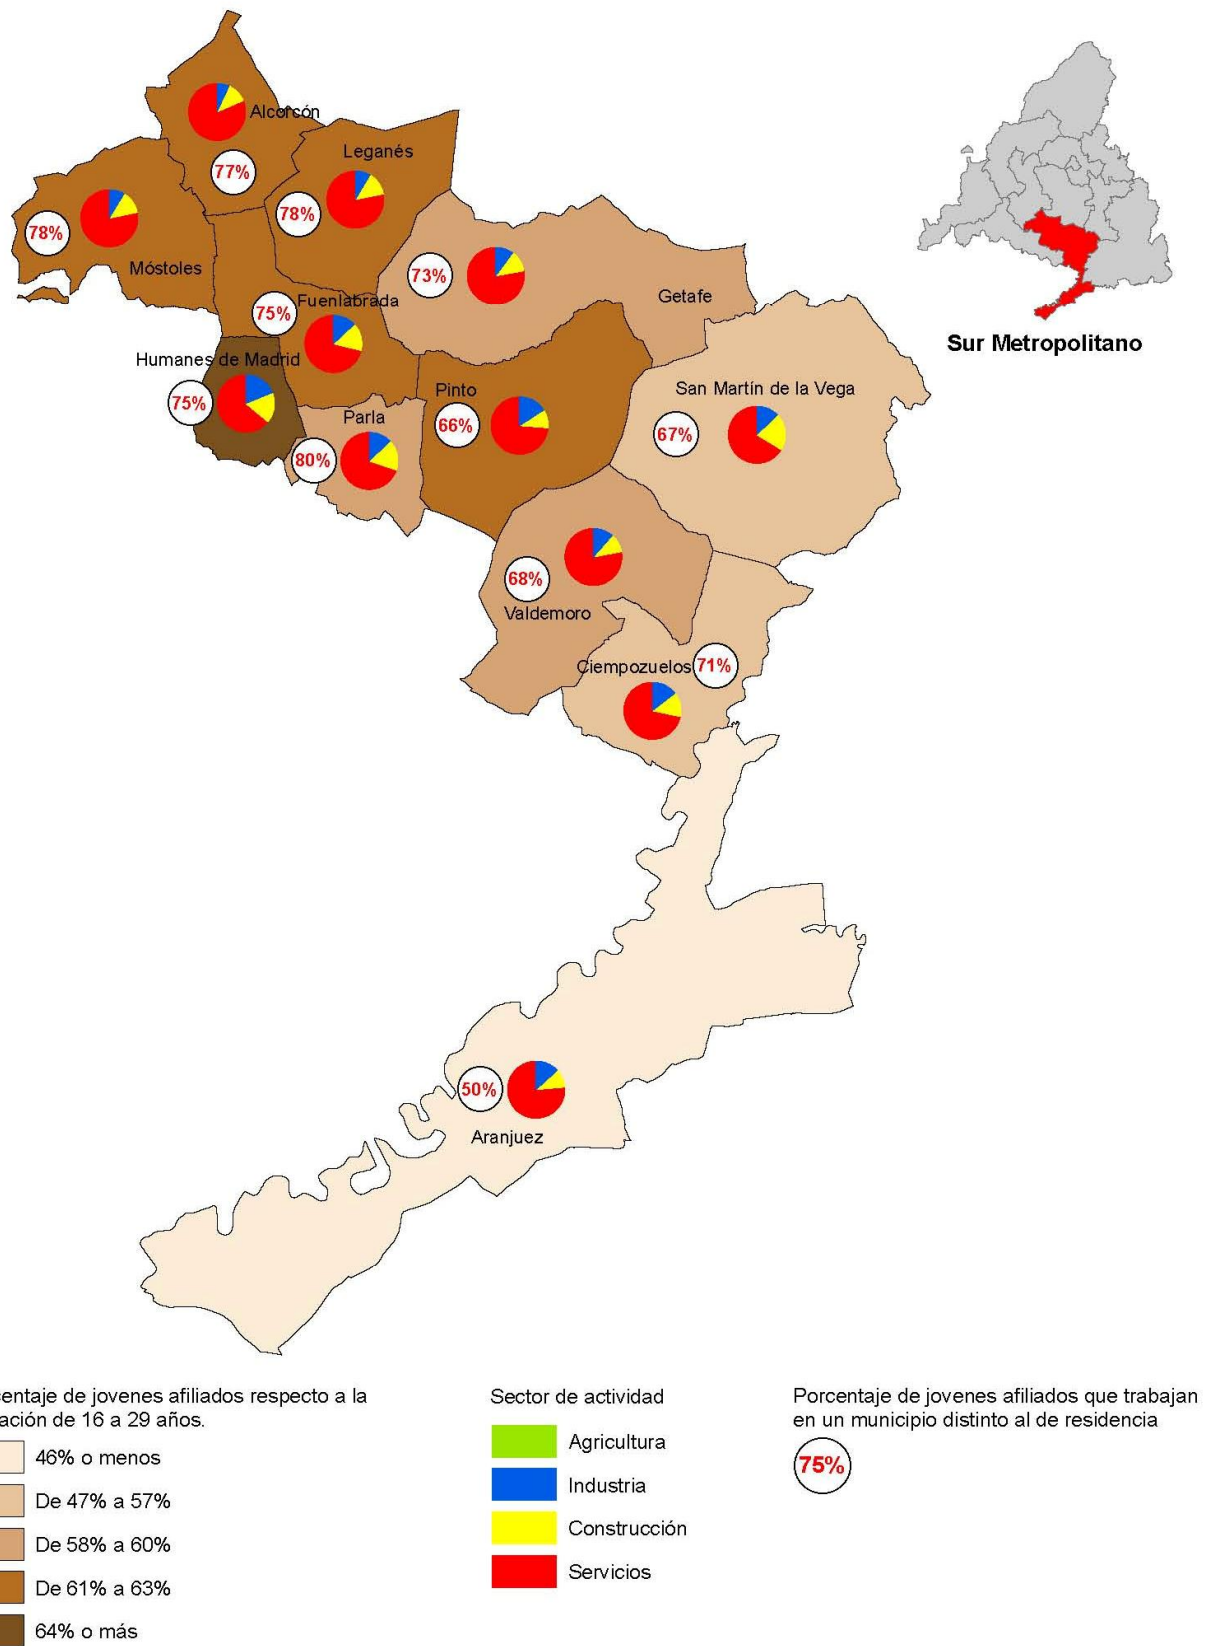 Alcorcón
77%
Leganés
78%
78%
Móstoles
73%
Getafe
Fuenlabrada
75%
Humanes de Madrid
75%
Parla
80%
Pinto
66%
San Martín de la Vega
67%
68%
Valdemoro
Ciempozuelos
71%
50%
Aranjuez
Sur Metropolitano
centaje de jovenes afiliados respecto a la
ación de 16 a 29 años.
46% o menos
De 47% a 57%
De 58% a 60%
De 61% a 63%
64% o más
Sector de actividad
Agricultura
Industria
Construcción
Servicios
Porcentaje de jovenes afiliados que trabajan
en un municipio distinto al de residencia
75%